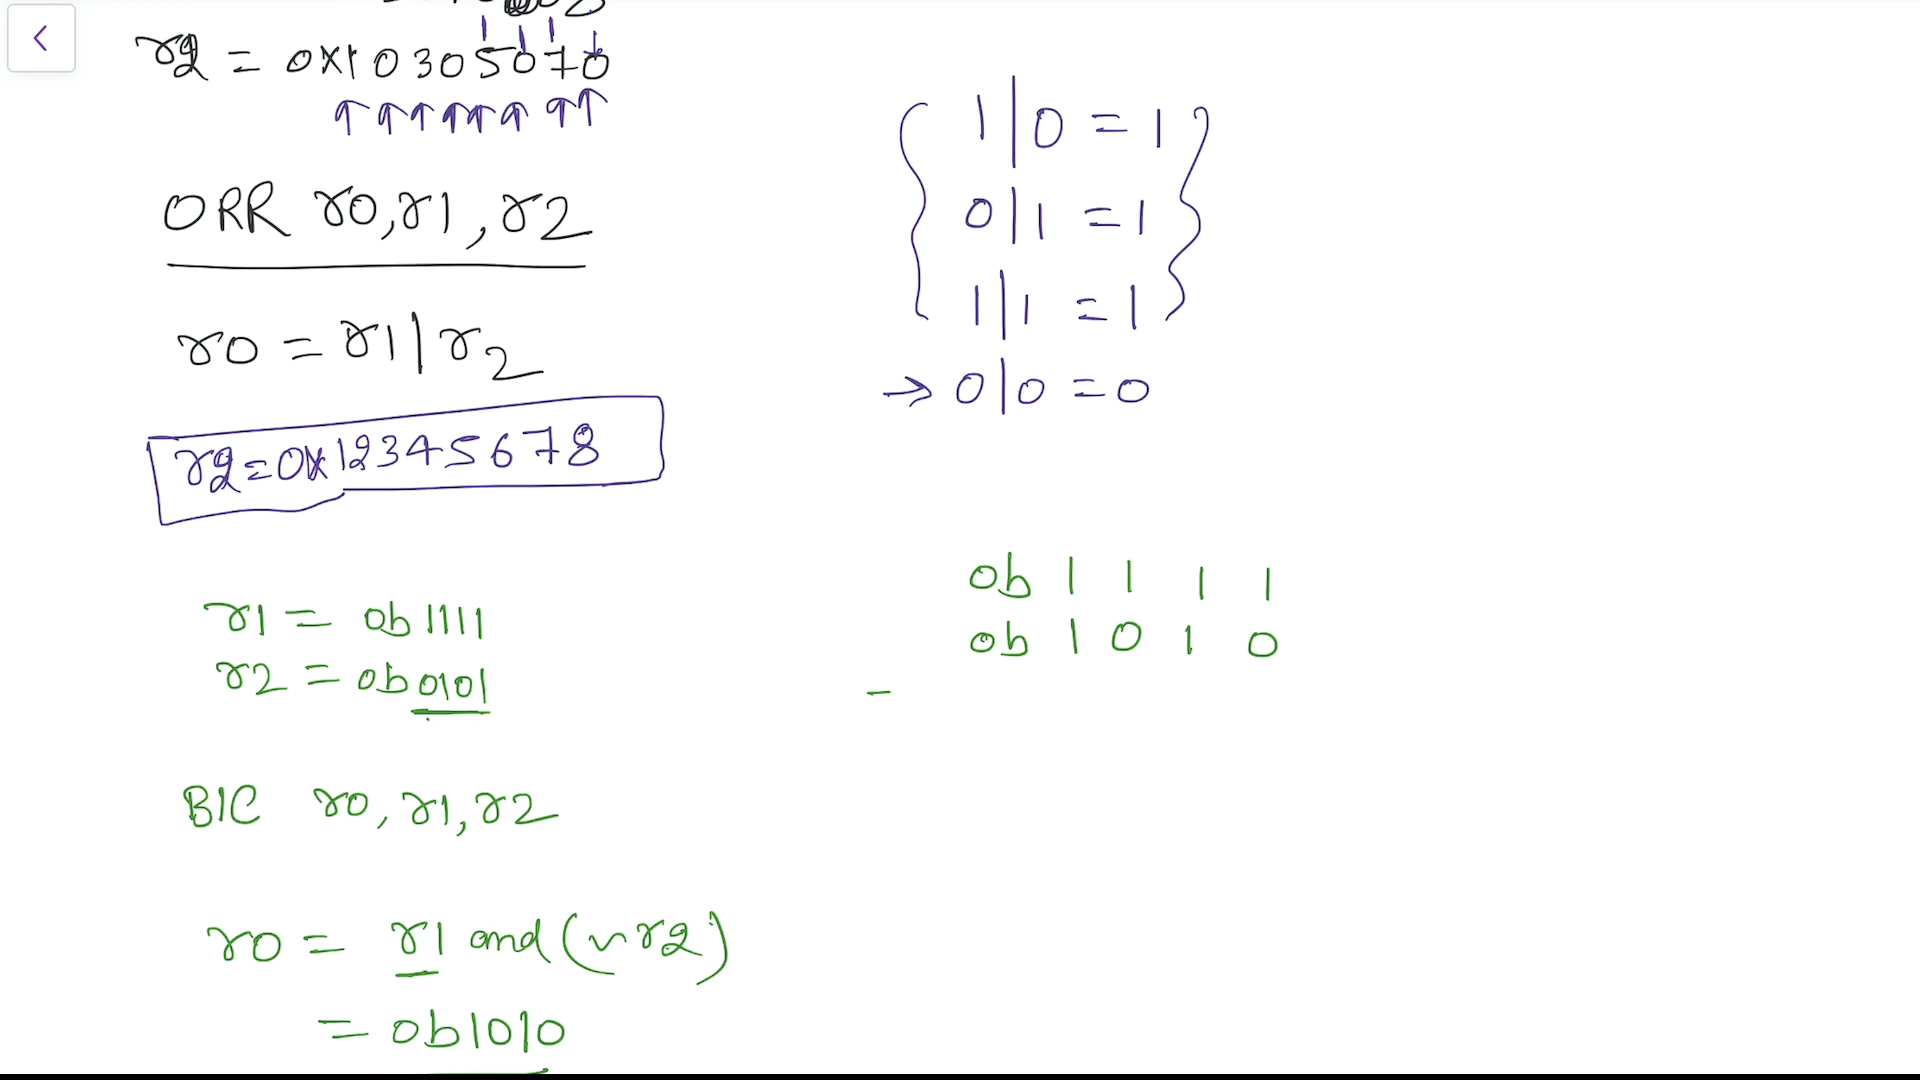 r2 = 0x10305070
ORR r0, r1, r2
r0 = r1 | r2
r2 = 0x12345678
r1 = 0b1111
r2 = 0b0101
BIC r0, r1, r2
r0 = r1 and (~r2)
= 0b1010
1 | 0 = 1
0 | 1 = 1
1 | 1 = 1
→ 0 | 0 = 0
0b 1 1 1 1
0b 1 0 1 0